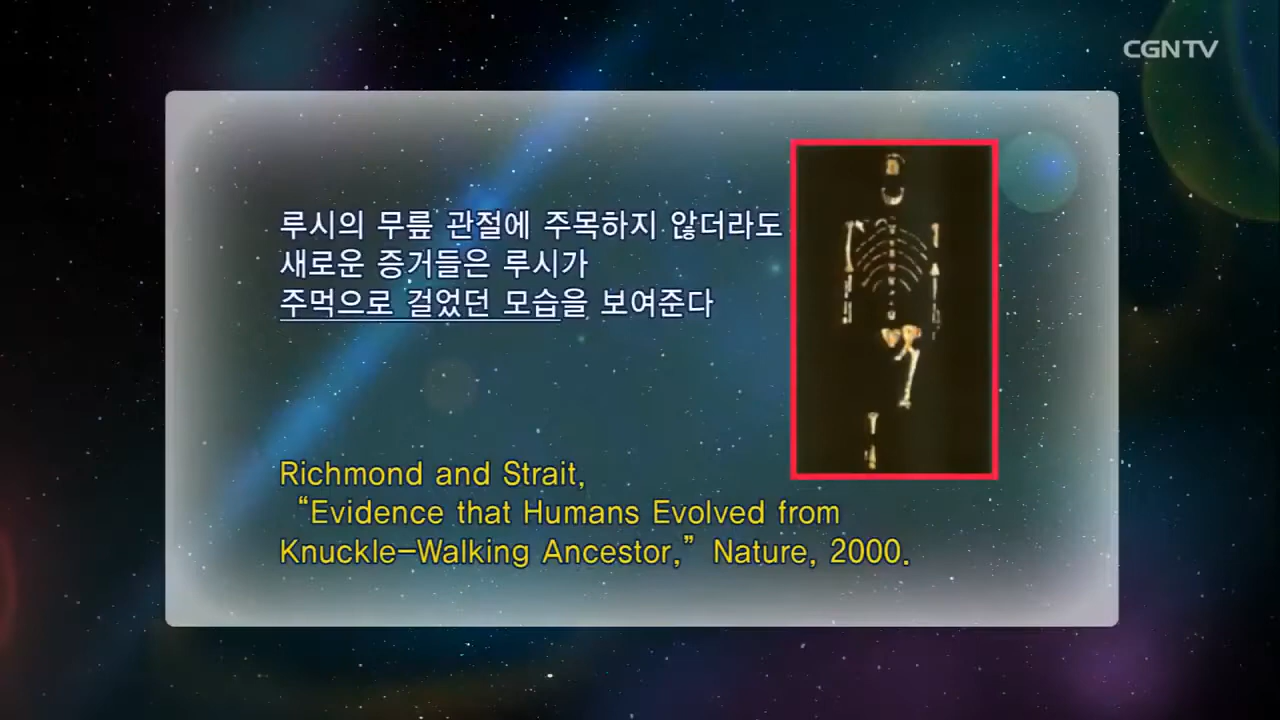 CGNTV
루시의 무릎 관절에 주목하지 않더라도
새로운 증거들은 루시가
주먹으로 걸었던 모습을 보여준다
Richmond and Strait,
“Evidence that Humans Evolved from
Knuckle-Walking Ancestor,” Nature, 2000.